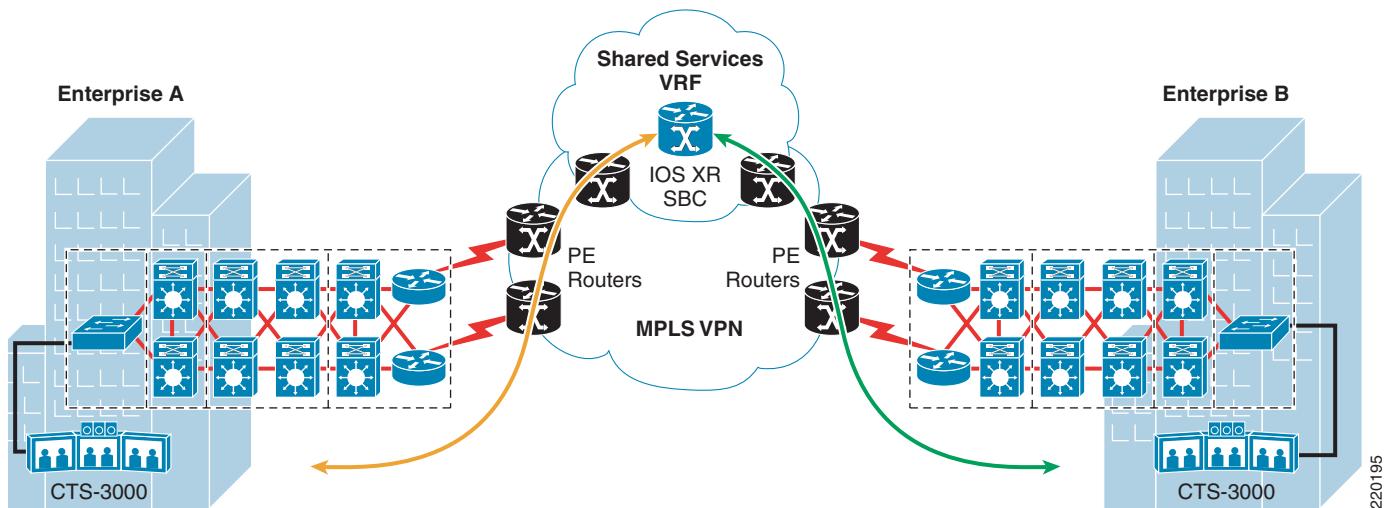 Shared Services
VRF
Enterprise A
Enterprise B
IOS XR
SBC
PE
Routers
PE
Routers
MPLS VPN
CTS-3000
CTS-3000
220195